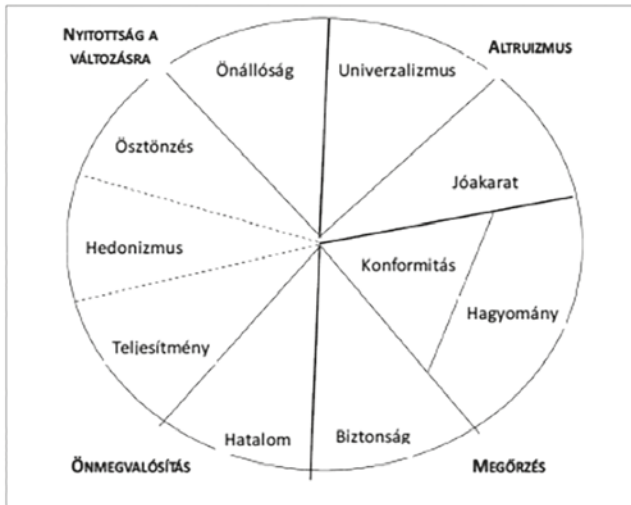 NYITOTTSÁG A
VÁLTOZÁSRA
Önállóság
Univerzalizmus
ALTRUIZMUS
Ösztönzés
Jóakarat
Hedonizmus
Konformitás
Hagyomány
Teljesítmény
Hatalom
Biztonság
ÖNMEGVALÓSÍTÁS
MEGŐRZÉS